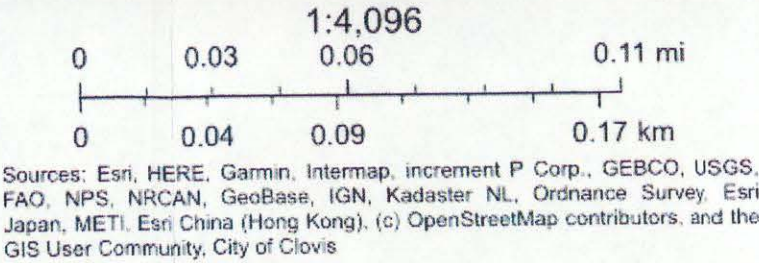 1:4,096
0 0.03 0.06 0.11 mi
0 0.04 0.09 0.17 km
Sources: Esri, HERE, Garmin, Intermap, increment P Corp., GEBCO, USGS,
FAO, NPS, NRCAN, GeoBase, IGN, Kadaster NL, Ordnance Survey, Esri
Japan, METI, Esri China (Hong Kong), (c) OpenStreetMap contributors, and the
GIS User Community, City of Clovis